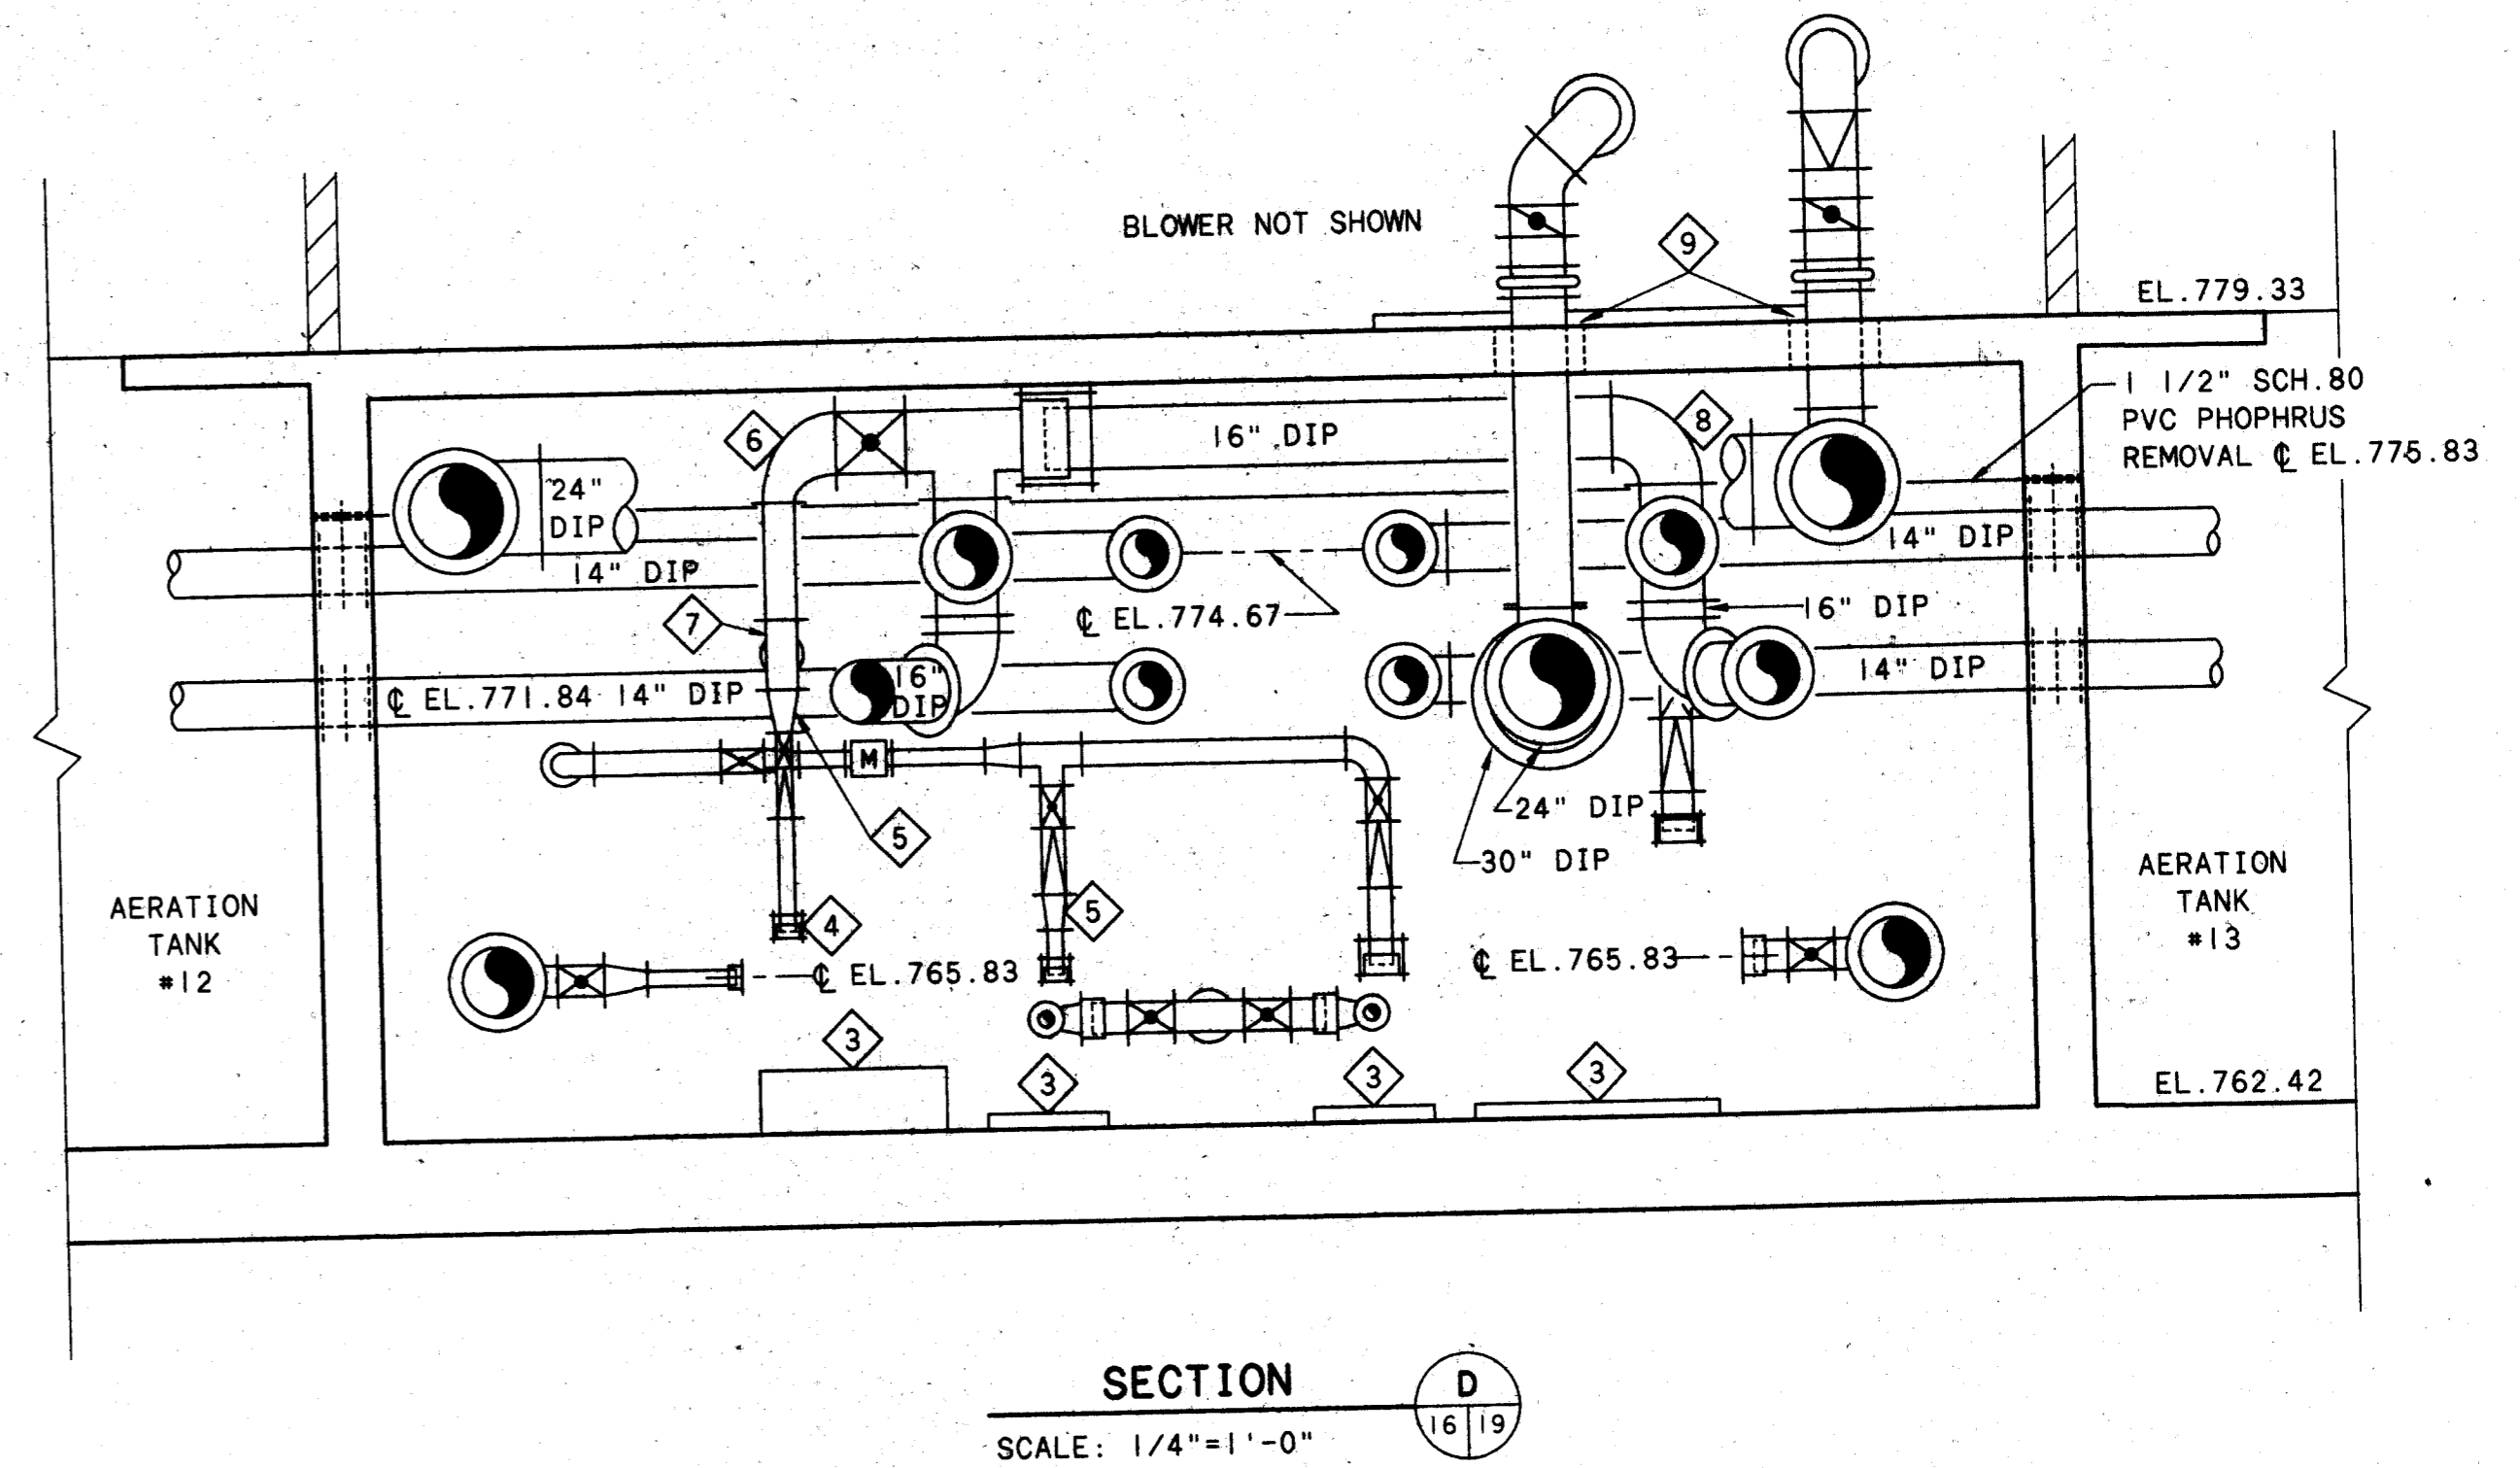 BLOWER NOT SHOWN
9
EL.779.33
1 1/2" SCH.80
PVC PHOPHRUS
REMOVAL ℄ EL.775.83
6
16" DIP
8
24"
DIP
14" DIP
14" DIP
7
℄ EL.774.67
16" DIP
℄ EL.771.84 14" DIP
16"
DIP
14" DIP
M
5
24" DIP
30" DIP
AERATION
TANK
#12
4
5
℄ EL.765.83
℄ EL.765.83
AERATION
TANK
#13
3
3
3
3
EL.762.42
SECTION
D
16 19
SCALE: 1/4"=1'-0"